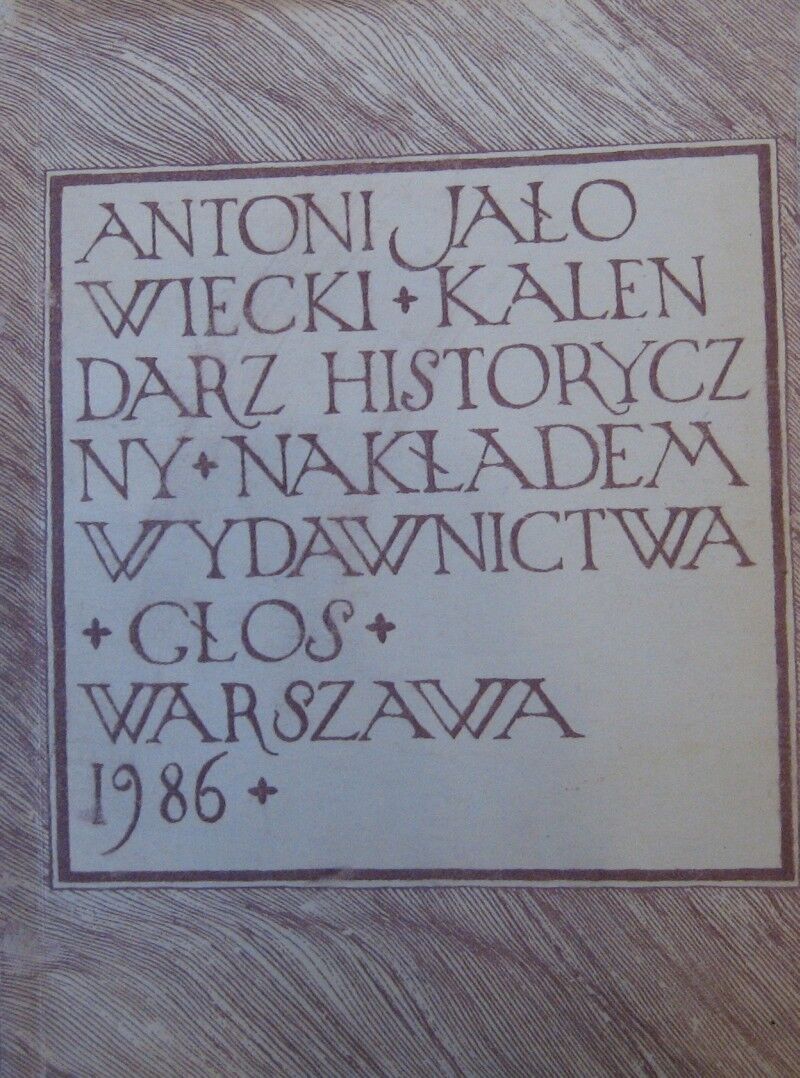 ANTONI JAŁO
WIECKI + KALEN
DARZ HISTORYCZ
NY + NAKŁADEM
WYDAWNICTWA
+ GŁOS +
WARSZAWA
1986 +